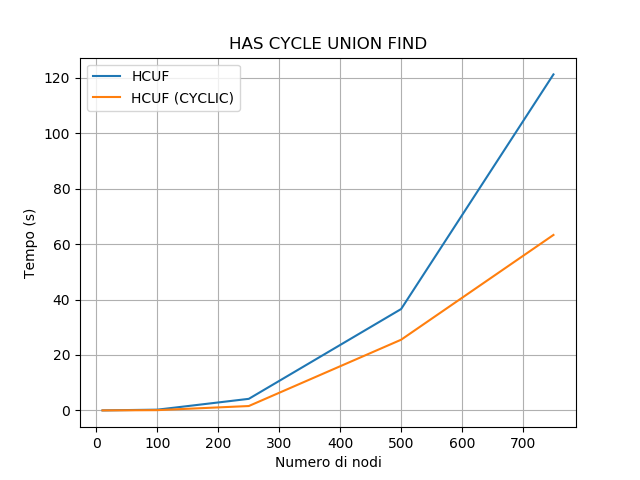 HAS CYCLE UNION FIND
HCUF
HCUF (CYCLIC)
Tempo (s)
120
100
80
60
40
20
0
0 100 200 300 400 500 600 700
Numero di nodi